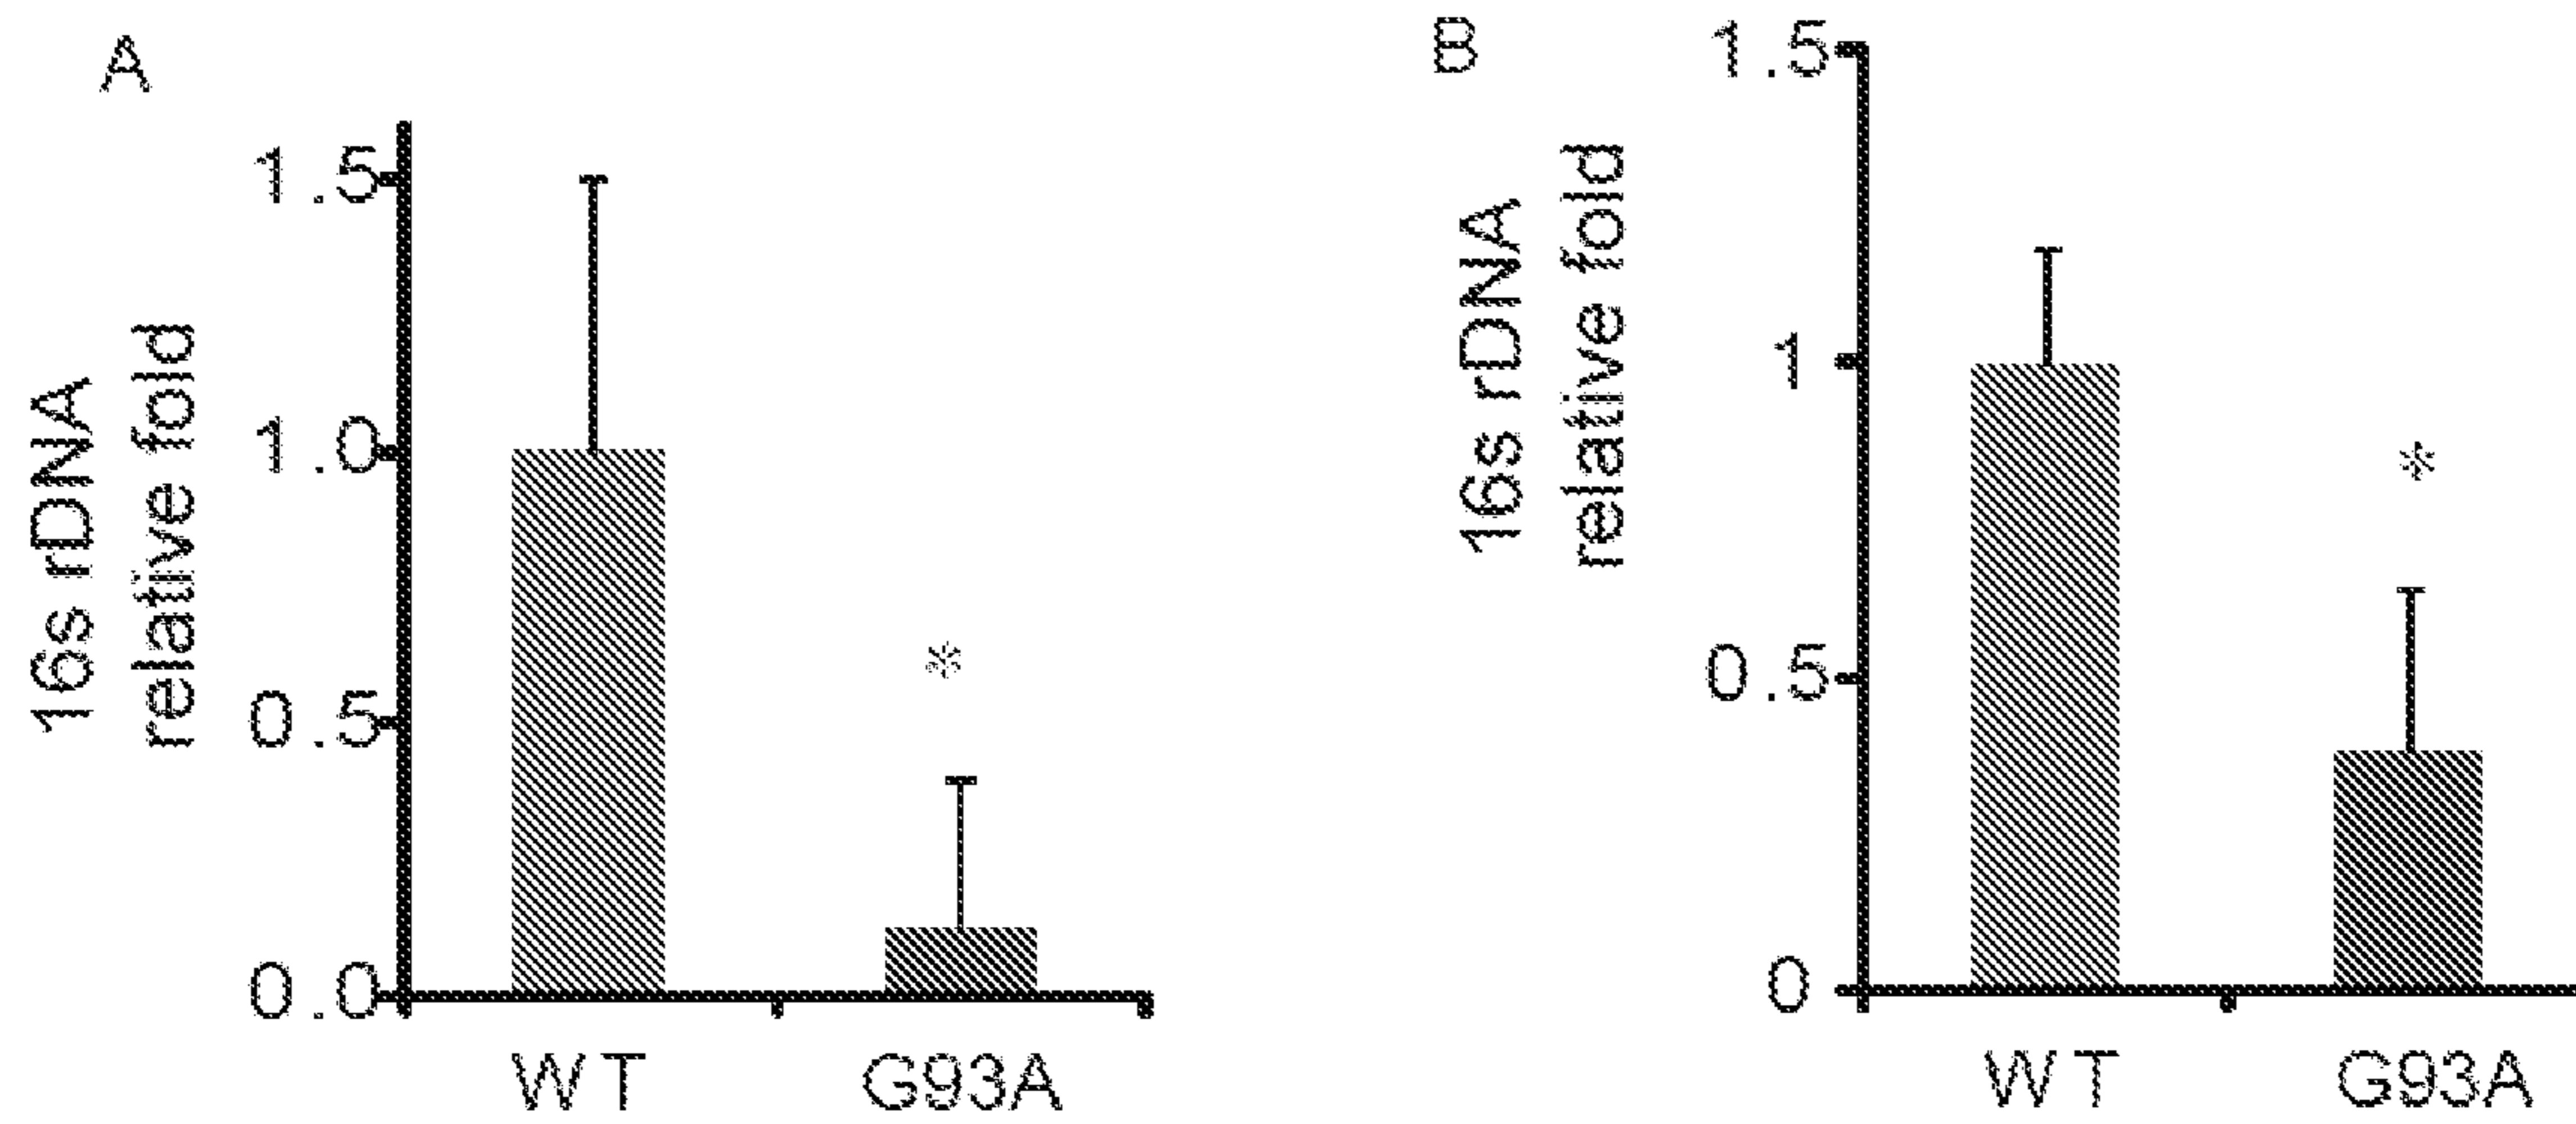 A
16s rDNA
relative fold
1.5
1.0
0.5
0.0
*
WT
G93A
B
16s rDNA
relative fold
1.5
1
0.5
0
*
WT
G93A